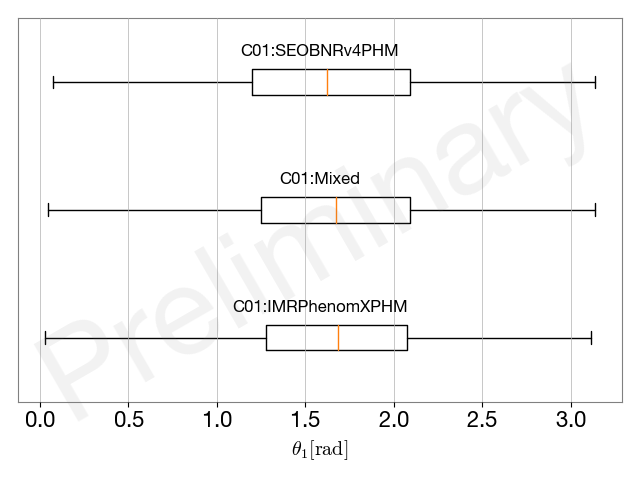 C01:SEOBNRv4PHM
C01:Mixed
C01:IMRPhenomXPHM
Preliminary
0.0 0.5 1.0 1.5 2.0 2.5 3.0
θ₁[rad]